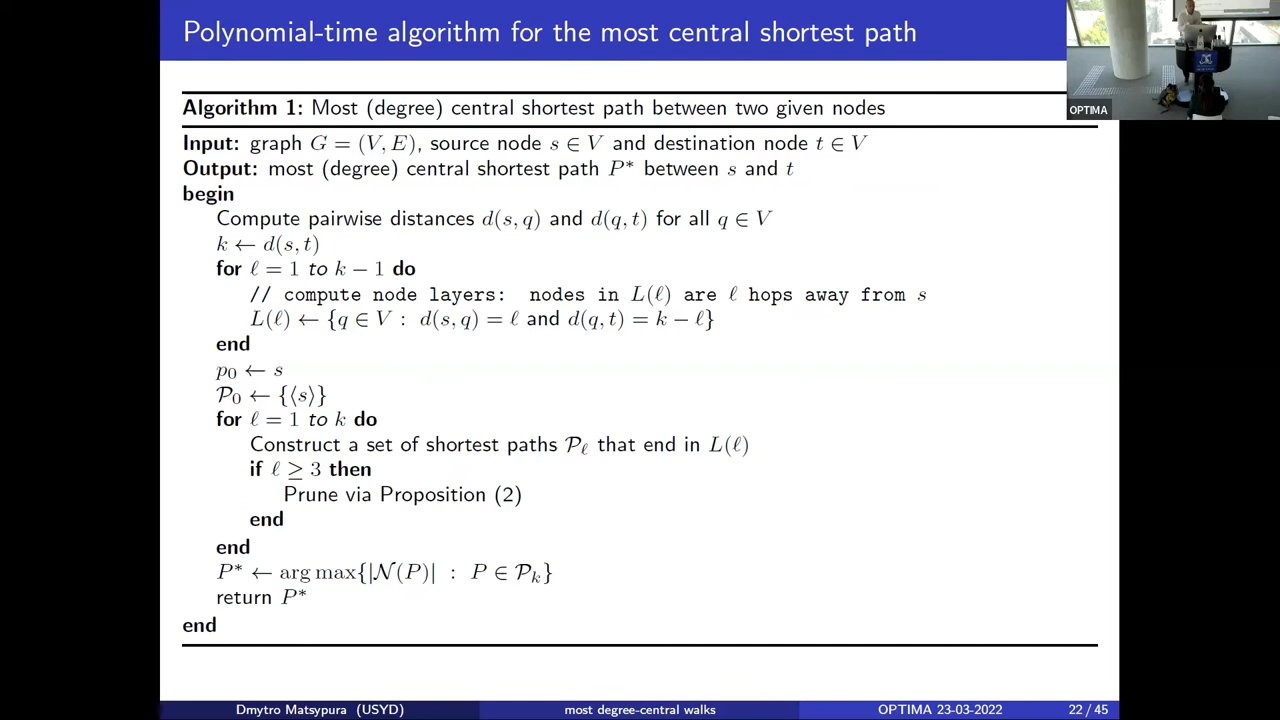 Polynomial-time algorithm for the most central shortest path
OPTIMA
Algorithm 1: Most (degree) central shortest path between two given nodes
Input: graph G = (V, E), source node s ∈ V and destination node t ∈ V
Output: most (degree) central shortest path P* between s and t
begin
Compute pairwise distances d(s, q) and d(q, t) for all q ∈ V
k ← d(s, t)
for ℓ = 1 to k − 1 do
// compute node layers: nodes in L(ℓ) are ℓ hops away from s
L(ℓ) ← {q ∈ V : d(s, q) = ℓ and d(q, t) = k − ℓ}
end
p₀ ← s
𝒫₀ ← {⟨s⟩}
for ℓ = 1 to k do
Construct a set of shortest paths 𝒫_ℓ that end in L(ℓ)
if ℓ ≥ 3 then
Prune via Proposition (2)
end
end
P* ← arg max{|𝒩(P)| : P ∈ 𝒫ₖ}
return P*
end
Dmytro Matsypura (USYD) most degree-central walks OPTIMA 23-03-2022 22 / 45